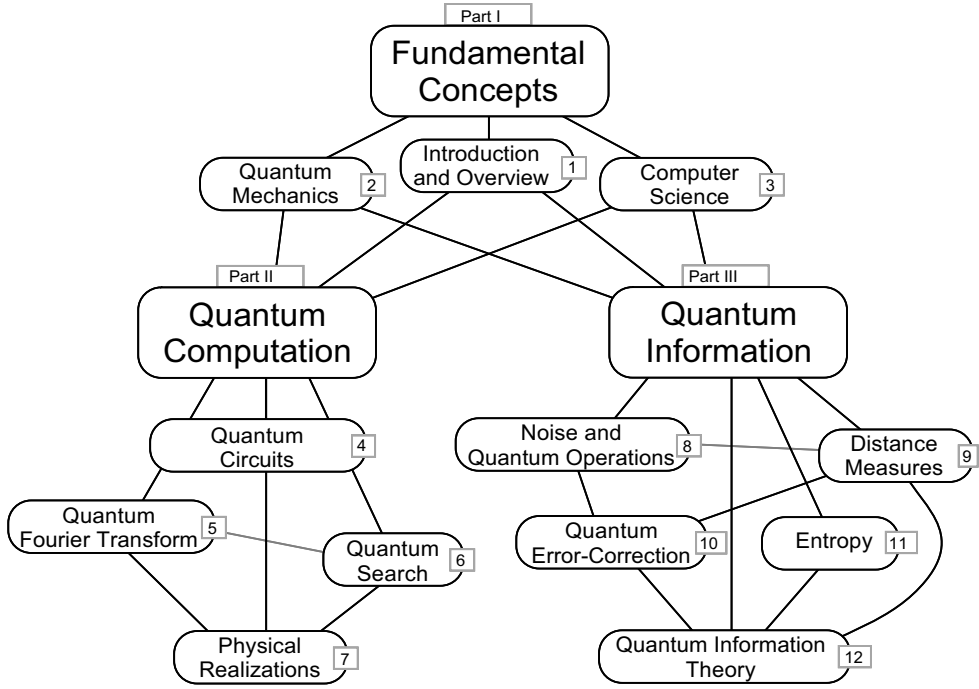 Part I
Fundamental
Concepts
Introduction
and Overview
1
Quantum
Mechanics
2
Computer
Science
3
Part II
Quantum
Computation
Part III
Quantum
Information
Quantum
Circuits
4
Noise and
Quantum Operations
8
Distance
Measures
9
Quantum
Fourier Transform
5
Quantum
Search
6
Quantum
Error-Correction
10
Entropy
11
Physical
Realizations
7
Quantum Information
Theory
12